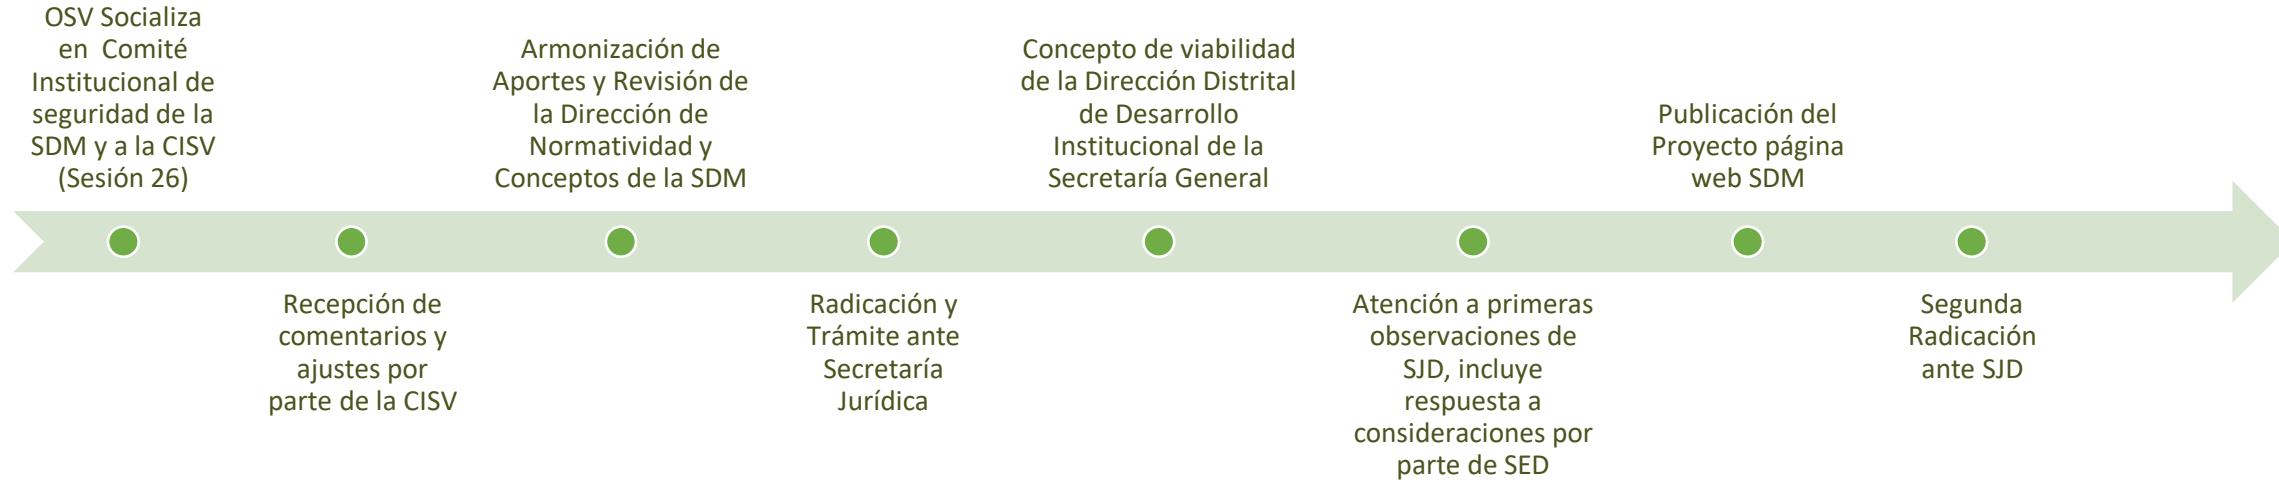 OSV Socializa
en Comité
Institucional de
seguridad de la
SDM y a la CISV
(Sesión 26)
Recepción de
comentarios y
ajustes por
parte de la CISV
Armonización de
Aportes y Revisión de
la Dirección de
Normatividad y
Conceptos de la SDM
Radicación y
Trámite ante
Secretaría
Jurídica
Concepto de viabilidad
de la Dirección Distrital
de Desarrollo
Institucional de la
Secretaría General
Atención a primeras
observaciones de
SJD, incluye
respuesta a
consideraciones por
parte de SED
Publicación del
Proyecto página
web SDM
Segunda
Radicación
ante SJD